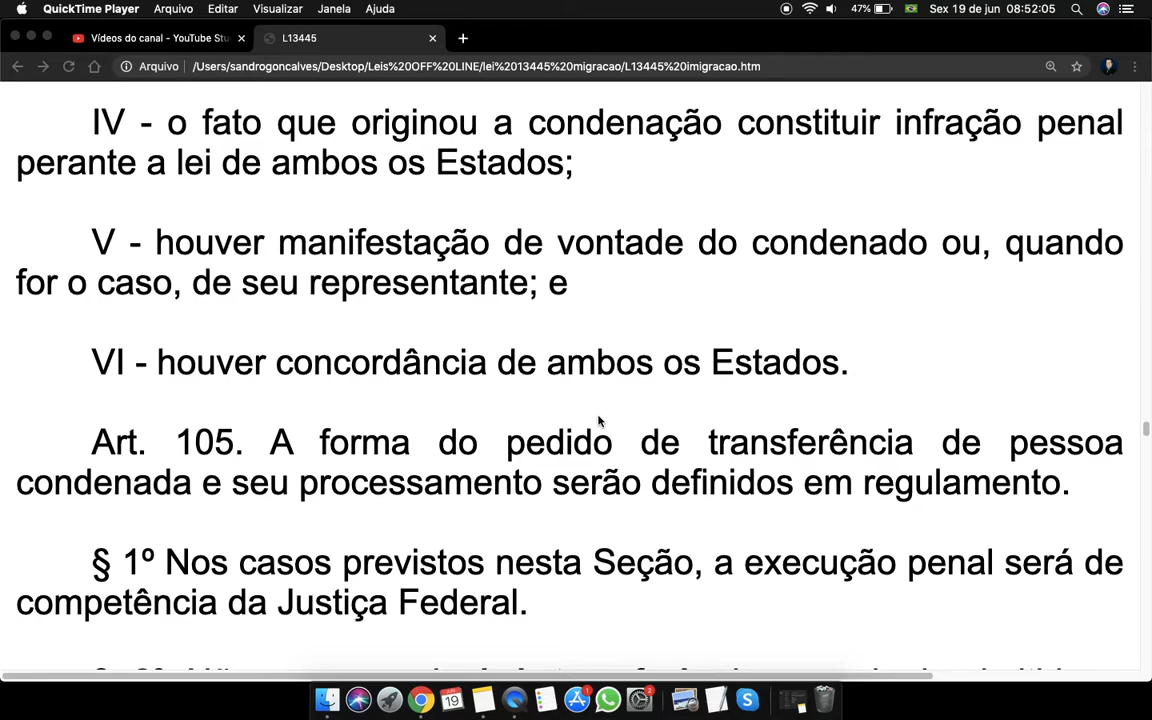 QuickTime Player Arquivo Editar Visualizar Janela Ajuda 47% Sex 19 de jun 08:52:05
Vídeos do canal - YouTube Stu L13445
Arquivo /Users/sandrogoncalves/Desktop/Leis%20OFF%20LINE/lei%2013445%20migracao/L13445%20imigracao.htm
IV - o fato que originou a condenação constituir infração penal
perante a lei de ambos os Estados;
V - houver manifestação de vontade do condenado ou, quando
for o caso, de seu representante; e
VI - houver concordância de ambos os Estados.
Art. 105. A forma do pedido de transferência de pessoa
condenada e seu processamento serão definidos em regulamento.
§ 1º Nos casos previstos nesta Seção, a execução penal será de
competência da Justiça Federal.
19 1 2